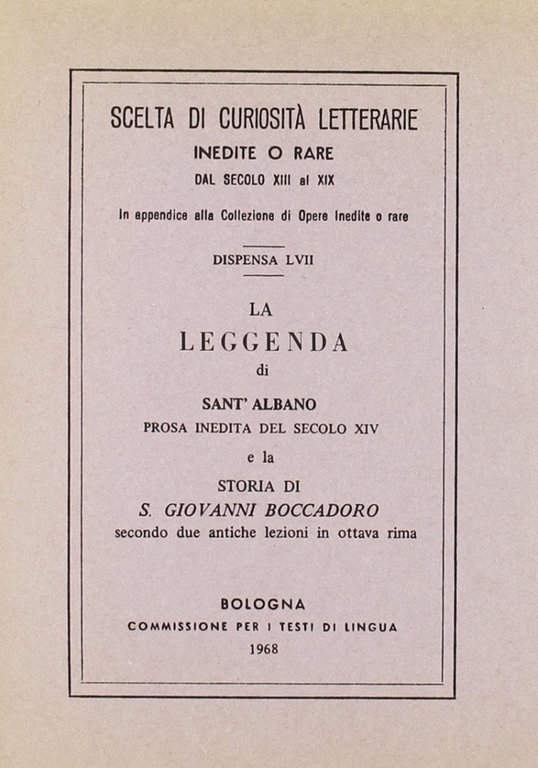 SCELTA DI CURIOSITÀ LETTERARIE
INEDITE O RARE
DAL SECOLO XIII al XIX
In appendice alla Collezione di Opere Inedite o rare
DISPENSA LVII
LA
LEGGENDA
di
SANT' ALBANO
PROSA INEDITA DEL SECOLO XIV
e la
STORIA DI
S. GIOVANNI BOCCADORO
secondo due antiche lezioni in ottava rima
BOLOGNA
COMMISSIONE PER I TESTI DI LINGUA
1968